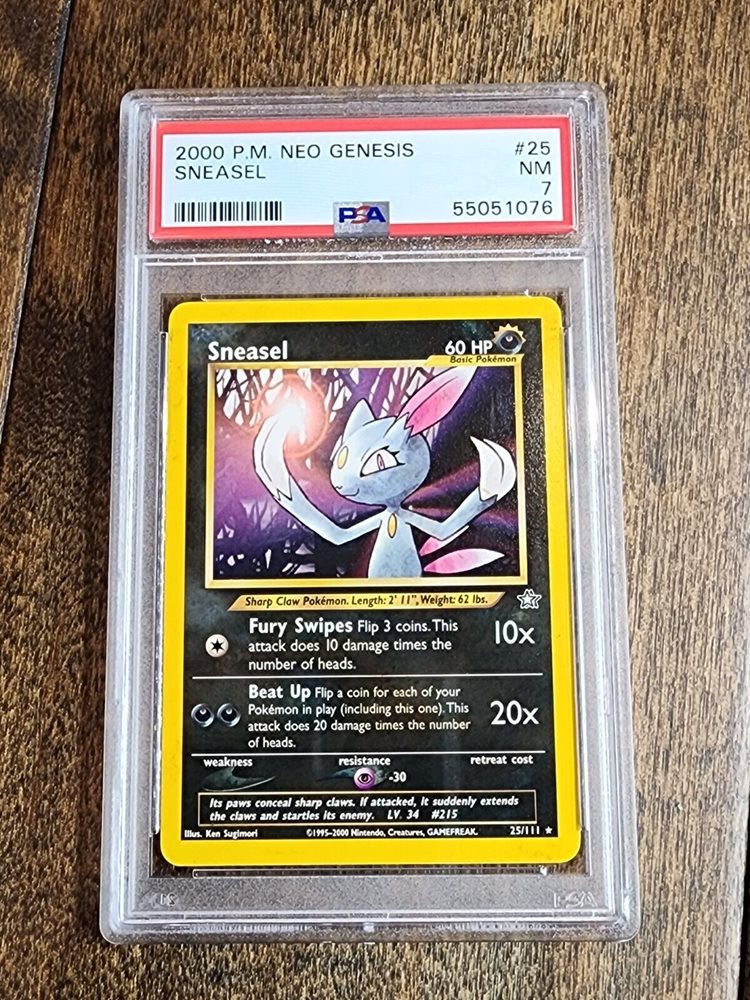 2000 P.M. NEO GENESIS #25
SNEASEL NM
7
PSA 55051076
Sneasel 60 HP
Basic Pokémon
Sharp Claw Pokémon. Length: 2' 11", Weight: 62 lbs.
Fury Swipes Flip 3 coins. This
attack does 10 damage times the
number of heads.
10x
Beat Up Flip a coin for each of your
Pokémon in play (including this one). This
attack does 20 damage times the number
of heads.
20x
weakness resistance retreat cost
-30
Its paws conceal sharp claws. If attacked, it suddenly extends
the claws and startles its enemy. LV. 34 #215
Illus. Ken Sugimori ©1995-2000 Nintendo, Creatures, GAMEFREAK. 25/111 ★